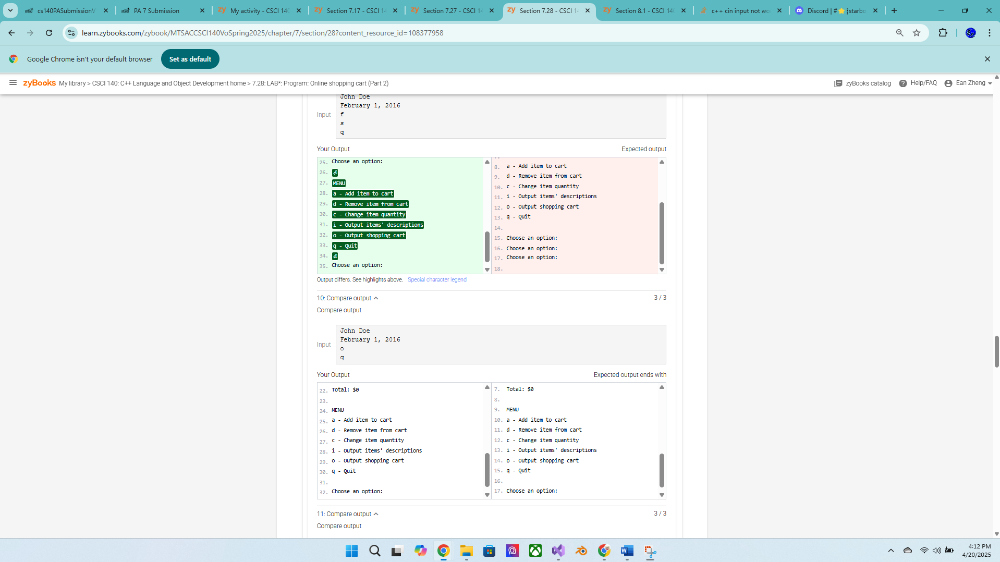 cs140PASubmissionV
PA 7 Submission
My activity - CSCI 140
Section 7.17 - CSCI 14
Section 7.27 - CSCI 14
Section 7.28 - CSCI 14
Section 8.1 - CSCI 140
c++ cin input not wo
Discord | #⭐┊starbo
learn.zybooks.com/zybook/MTSACCSCI140VoSpring2025/chapter/7/section/28?content_resource_id=108377958
Google Chrome isn't your default browser
Set as default
zyBooks My library > CSCI 140: C++ Language and Object Development home > 7.28: LAB*: Program: Online shopping cart (Part 2)
zyBooks catalog
Help/FAQ
Ean Zheng
Input
John Doe
February 1, 2016
f
s
q
Your Output
Expected output
25. Choose an option:
26.
27. MENU
28. a - Add item to cart
29. d - Remove item from cart
30. c - Change item quantity
31. i - Output items' descriptions
32. o - Output shopping cart
33. q - Quit
34.
35. Choose an option:
8. a - Add item to cart
9. d - Remove item from cart
10. c - Change item quantity
11. i - Output items' descriptions
12. o - Output shopping cart
13. q - Quit
14.
15. Choose an option:
16. Choose an option:
17. Choose an option:
18.
Output differs. See highlights above. Special character legend
10: Compare output
3 / 3
Compare output
Input
John Doe
February 1, 2016
o
q
Your Output
Expected output ends with
22. Total: $0
23.
24. MENU
25. a - Add item to cart
26. d - Remove item from cart
27. c - Change item quantity
28. i - Output items' descriptions
29. o - Output shopping cart
30. q - Quit
31.
32. Choose an option:
7. Total: $0
8.
9. MENU
10. a - Add item to cart
11. d - Remove item from cart
12. c - Change item quantity
13. i - Output items' descriptions
14. o - Output shopping cart
15. q - Quit
16.
17. Choose an option:
11: Compare output
3 / 3
Compare output
4:12 PM
4/20/2025